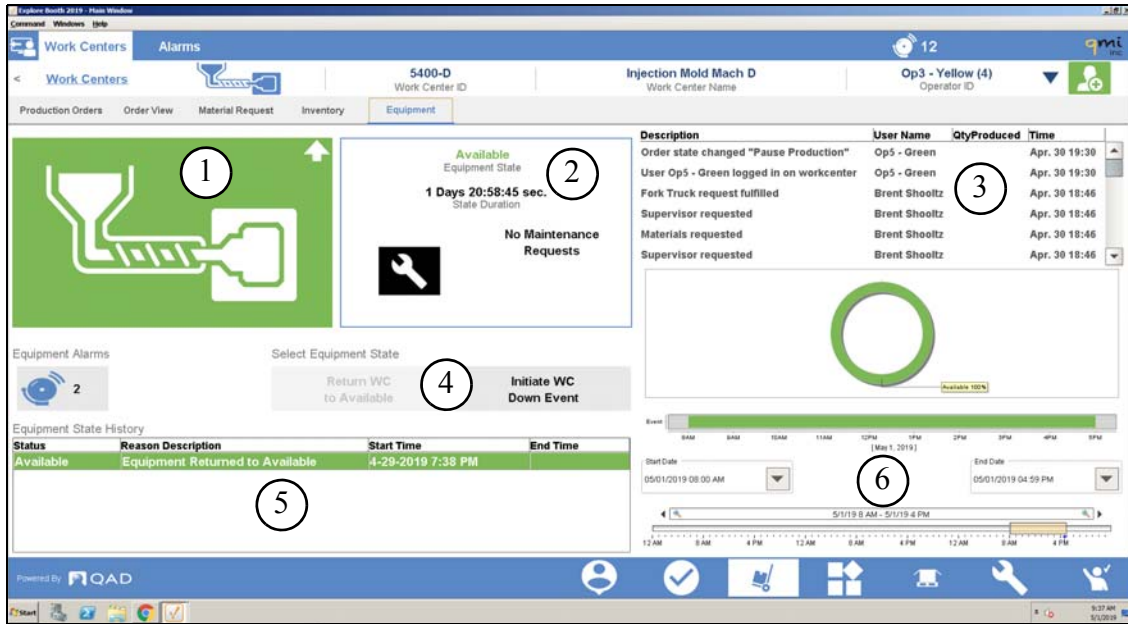 Explore Booth 2019 - Main Window
Command Windows Help
Work Centers Alarms 12 qmi inc
< Work Centers 5400-D Injection Mold Mach D Op3 - Yellow (4)
Work Center ID Work Center Name Operator ID
Production Orders Order View Material Request Inventory Equipment
1
Available
Equipment State
2
1 Days 20:58:45 sec.
State Duration
No Maintenance
Requests
Description User Name QtyProduced Time
Order state changed "Pause Production" Op5 - Green Apr. 30 19:30
User Op5 - Green logged in on workcenter Op5 - Green Apr. 30 19:30
Fork Truck request fulfilled Brent Shooltz Apr. 30 18:46
Supervisor requested Brent Shooltz Apr. 30 18:46
Materials requested Brent Shooltz Apr. 30 18:46
Supervisor requested Brent Shooltz Apr. 30 18:46
3
Available 100%
Equipment Alarms
2
Select Equipment State
Return WC
to Available
4
Initiate WC
Down Event
Equipment State History
Status Reason Description Start Time End Time
Available Equipment Returned to Available 4-29-2019 7:38 PM
5
Event
9AM 10AM 11AM 12PM 1PM 2PM 3PM 4PM 5PM
[ May 1, 2019 ]
Start Date End Date
05/01/2019 08:00 AM 05/01/2019 04:59 PM
6
5/1/19 8 AM - 5/1/19 4 PM
12 AM 8 AM 4 PM 12 AM 8 AM 4 PM 12 AM 8 AM 4 PM
Powered By QAD
Start 9:37 AM
5/1/2019